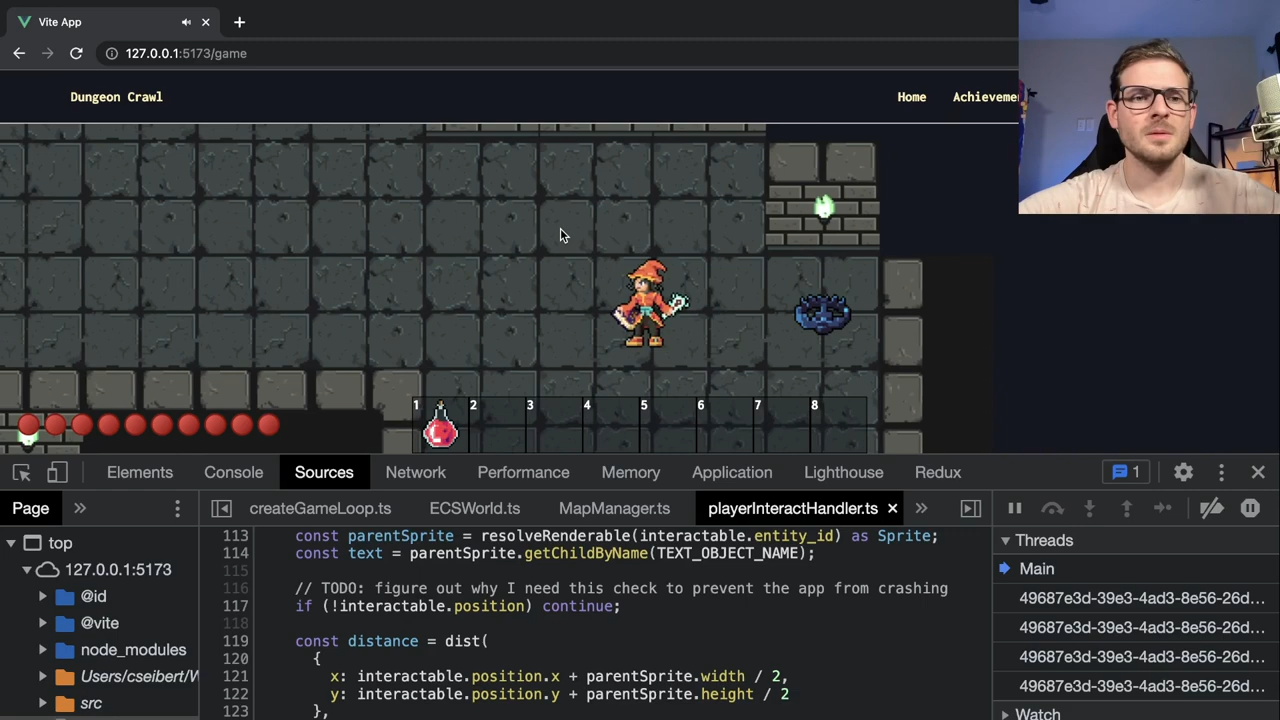 Vite App
127.0.0.1:5173/game
Dungeon Crawl
Home
Achieveme
1 2 3 4 5 6 7 8
Elements Console Sources Network Performance Memory Application Lighthouse Redux 1
Page » createGameLoop.ts ECSWorld.ts MapManager.ts playerInteractHandler.ts »
top
127.0.0.1:5173
@id
@vite
node_modules
Users/cseibert/W
src
113 const parentSprite = resolveRenderable(interactable.entity_id) as Sprite;
114 const text = parentSprite.getChildByName(TEXT_OBJECT_NAME);
115
116 // TODO: figure out why I need this check to prevent the app from crashing
117 if (!interactable.position) continue;
118
119 const distance = dist(
120 {
121 x: interactable.position.x + parentSprite.width / 2,
122 y: interactable.position.y + parentSprite.height / 2
123 },
Threads
Main
49687e3d-39e3-4ad3-8e56-26d…
49687e3d-39e3-4ad3-8e56-26d…
49687e3d-39e3-4ad3-8e56-26d…
49687e3d-39e3-4ad3-8e56-26d…
Watch